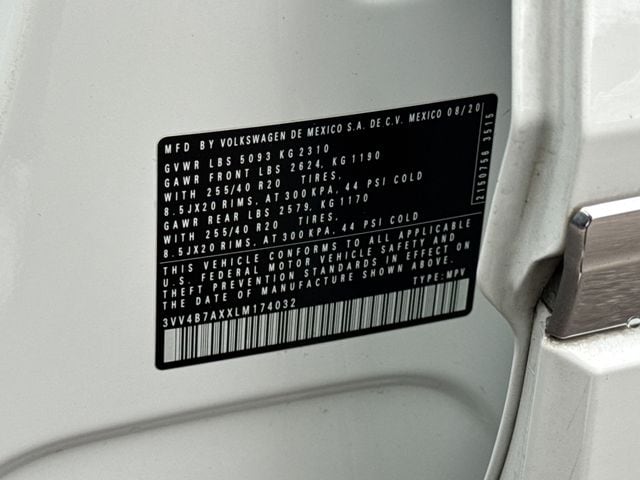 MFD BY VOLKSWAGEN DE MEXICO S.A. DE C.V. MEXICO 08/20
GVWR LBS 5093 KG 2310
GAWR FRONT LBS 2624, KG 1190
WITH 255/40 R20 TIRES,
8.5JX20 RIMS, AT 300 KPA, 44 PSI COLD
GAWR REAR LBS 2579, KG 1170
WITH 255/40 R20 TIRES,
8.5JX20 RIMS, AT 300 KPA, 44 PSI COLD
THIS VEHICLE CONFORMS TO ALL APPLICABLE
U.S. FEDERAL MOTOR VEHICLE SAFETY AND
THEFT PREVENTION STANDARDS IN EFFECT ON
THE DATE OF MANUFACTURE SHOWN ABOVE.
TYPE: MPV
3VV4B7AXXLM174032
2150756 3515